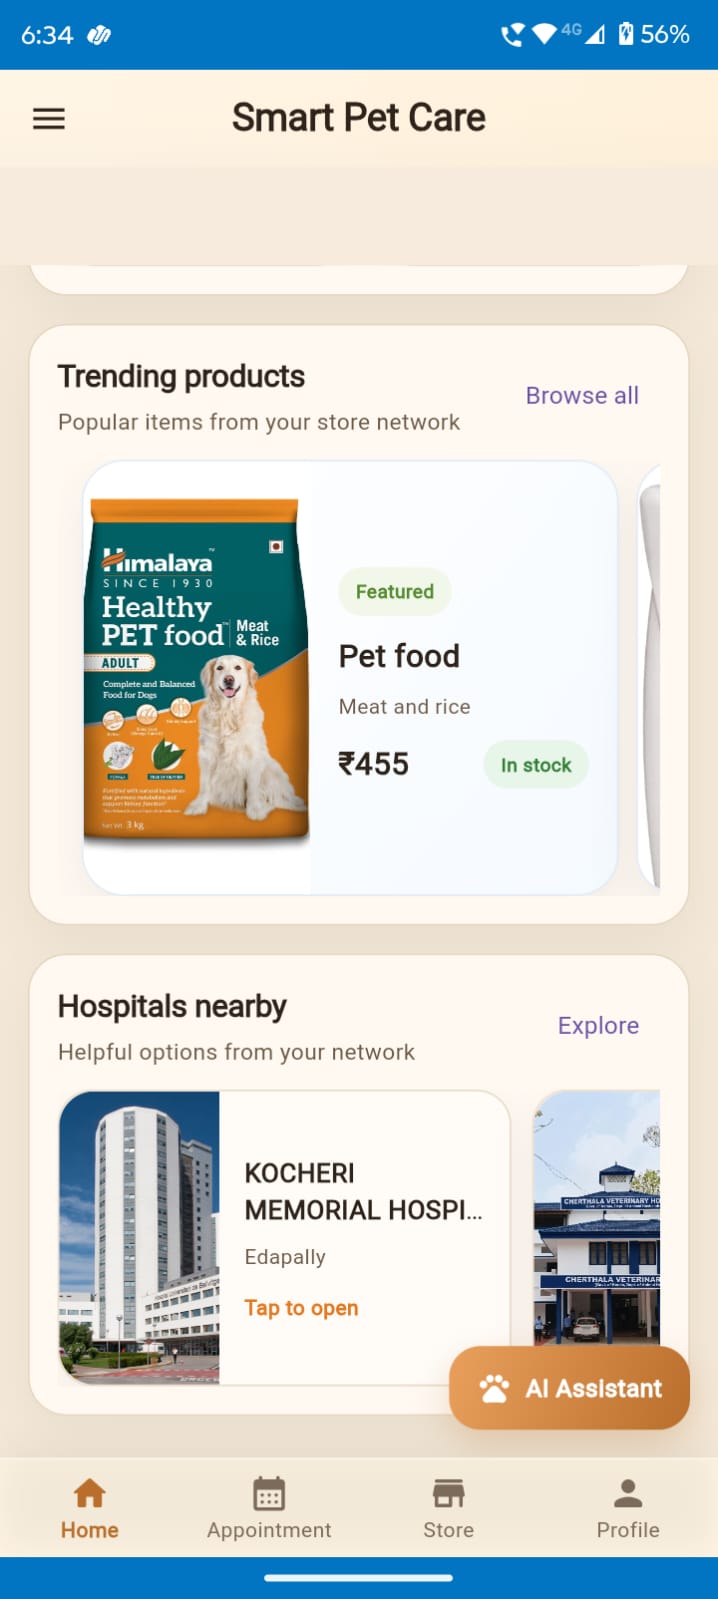 6:34
4G
56%
Smart Pet Care
Trending products
Popular items from your store network
Browse all
Himalaya
SINCE 1930
Healthy
PET food
Meat
& Rice
ADULT
Complete and Balanced
Food for Dogs
3 kg
Featured
Pet food
Meat and rice
₹455
In stock
Hospitals nearby
Helpful options from your network
Explore
KOCHERI
MEMORIAL HOSPI...
Edapally
Tap to open
CHERTHALA VETERINARY HO
CHERTHALA VETERINAR
AI Assistant
Home
Appointment
Store
Profile